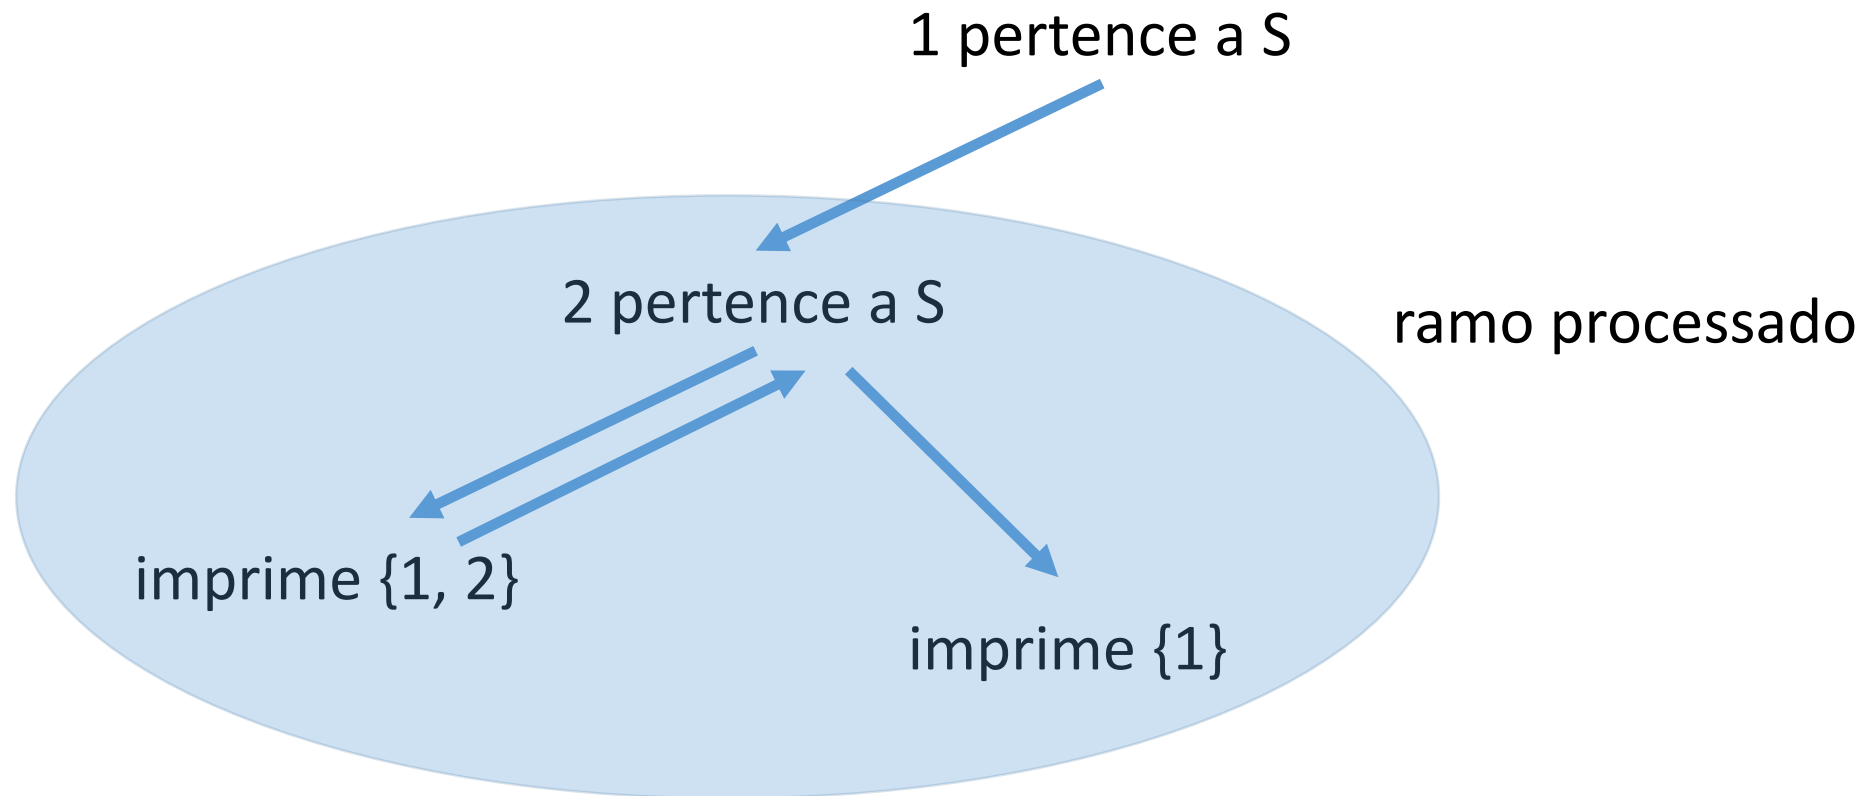 1 pertence a S
2 pertence a S
ramo processado
imprime {1, 2}
imprime {1}